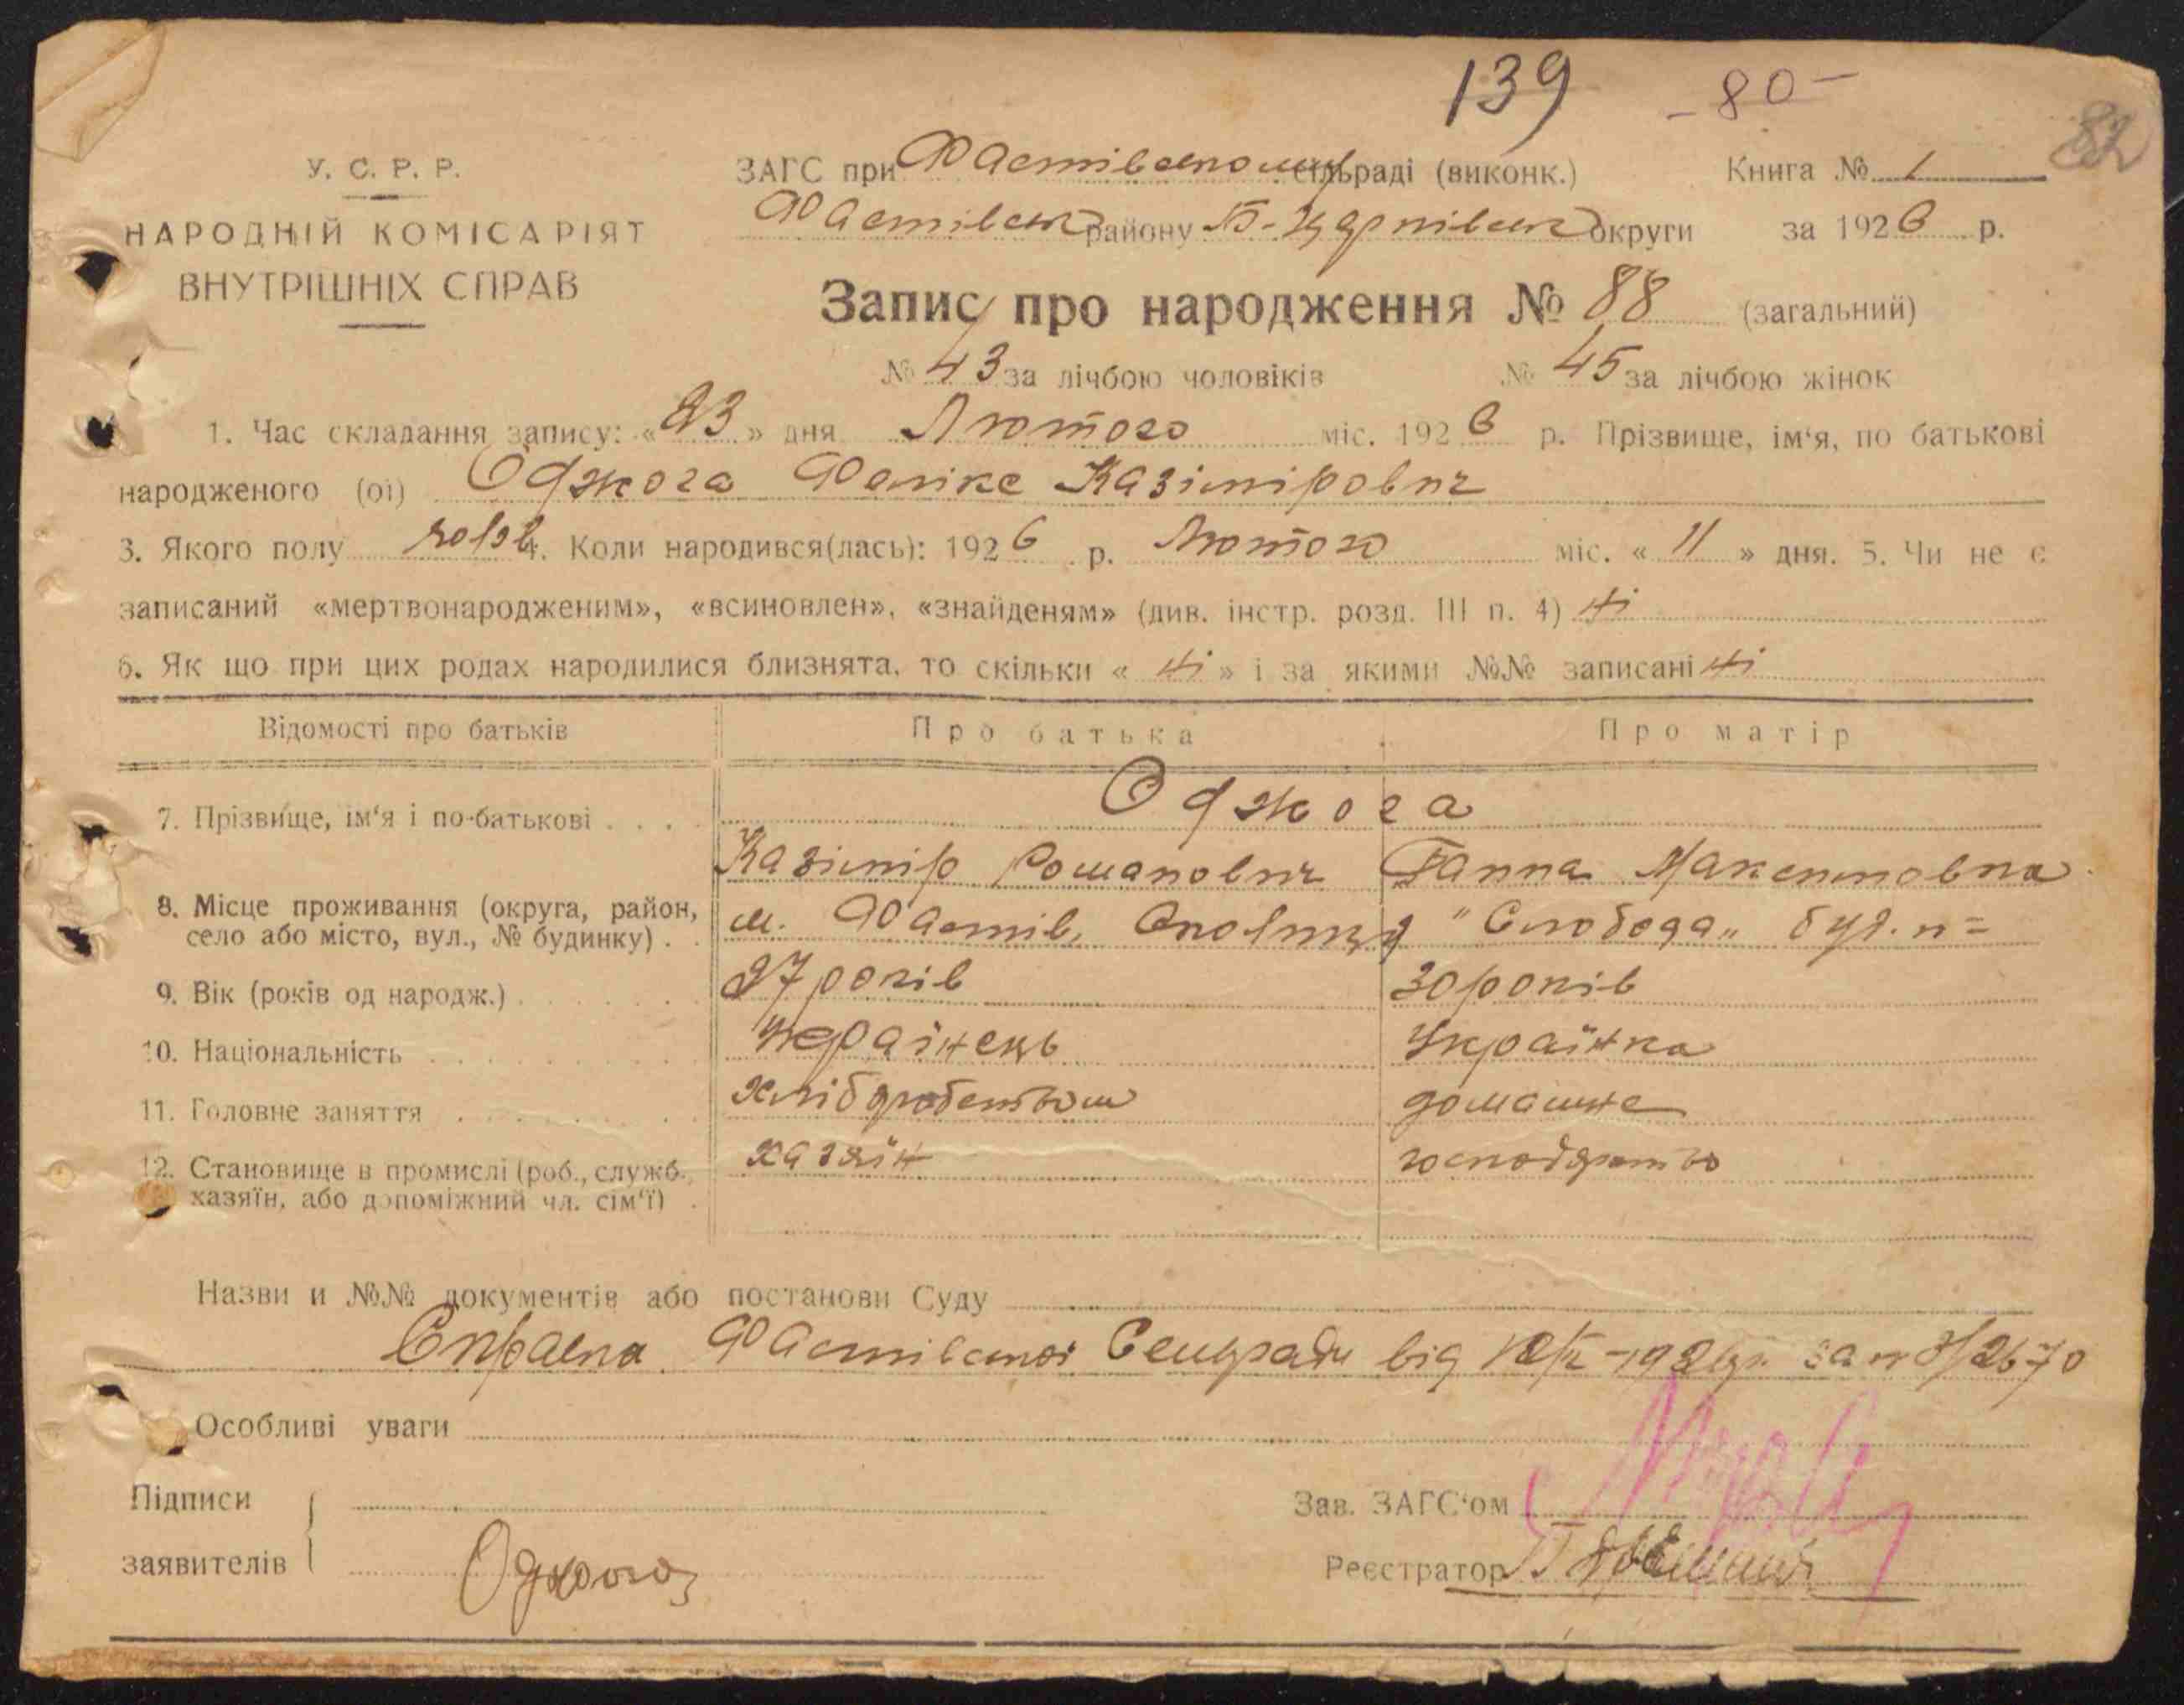 139 - 80 -
82
У. С. Р. Р.
НАРОДНІЙ КОМІСАРІЯТ
ВНУТРІШНІХ СПРАВ
ЗАГС при Фастівському сільраді (виконк.) Книга № 1
Фастівськ району Б-Церківськ округи за 1926 р.
Запис про народження № 88 (загальний)
№ 43 за лічбою чоловіків № 45 за лічбою жінок
1. Час складання запису: «23» дня Лютого міс. 1926 р. Прізвище, ім‘я, по батькові
народженого (ої) Оджога Фелікс Казімірович
3. Якого полу чолов 4. Коли народився(лась): 1926 р. Лютого міс. « 11 » дня. 5. Чи не є
записаний «мертвонародженим», «всиновлен», «знайденям» (див. інстр. розд. III п. 4) ні
6. Як що при цих родах народилися близнята, то скільки « ні » і за якими №№ записані ні
Відомості про батьків Про батька Про матір
7. Прізвище, ім‘я і по-батькові . . . . Оджога
Казімір Романович Ганна Максимовна
8. Місце проживання (округа, район,
село або місто, вул., № будинку) . . м. Фастів, "Слобода" буд. н=
9. Вік (років од народж.) . . . . . . 27 років 30 років
10. Національність . . . . . . . . . Українець Українка
11. Головне заняття . . . . . . . . хліборобством домашнє
12. Становище в промислі (роб., служб., хазяїн господарство
хазяїн, або допоміжний чл. сім‘ї) .
Назви и №№ документів або постанови Суду
Справка Фастівської від за
Особливі уваги
Підписи
заявителів Оджога
Зав. ЗАГС‘ом
Реєстратор